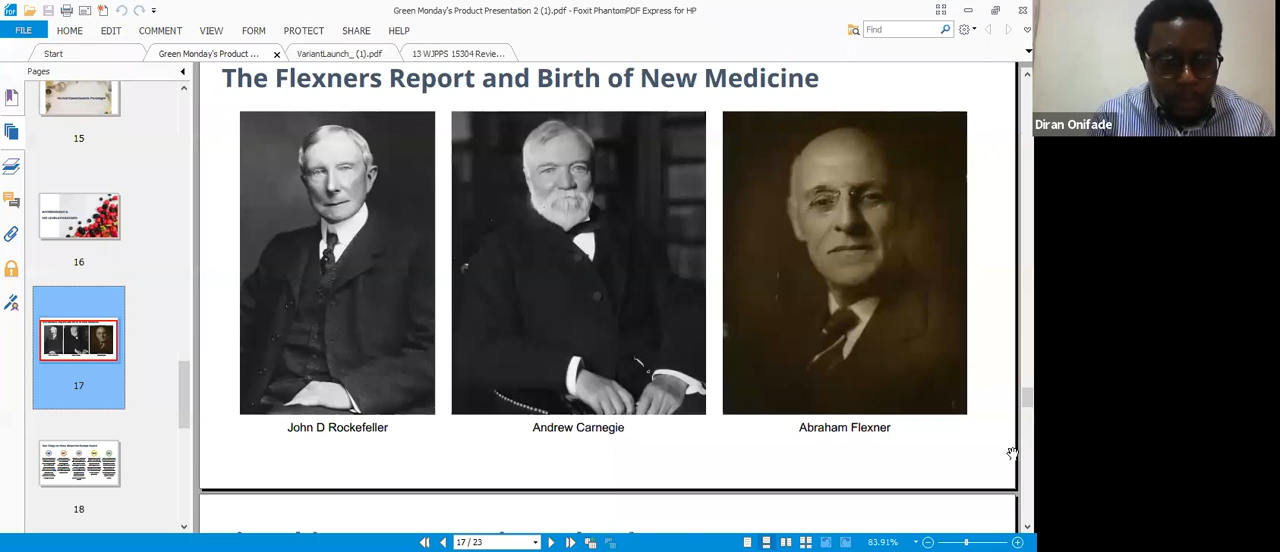 Green Monday's Product Presentation 2 (1).pdf - Foxit PhantomPDF Express for HP
FILE HOME EDIT COMMENT VIEW FORM PROTECT SHARE HELP
Find
Start Green Monday's Product ... VariantLaunch_ (1).pdf 13 WJPPS 15304 Revie...
Pages
15
16
17
18
The Flexners Report and Birth of New Medicine
John D Rockefeller Andrew Carnegie Abraham Flexner
Diran Onifade
17 / 23
83.91%